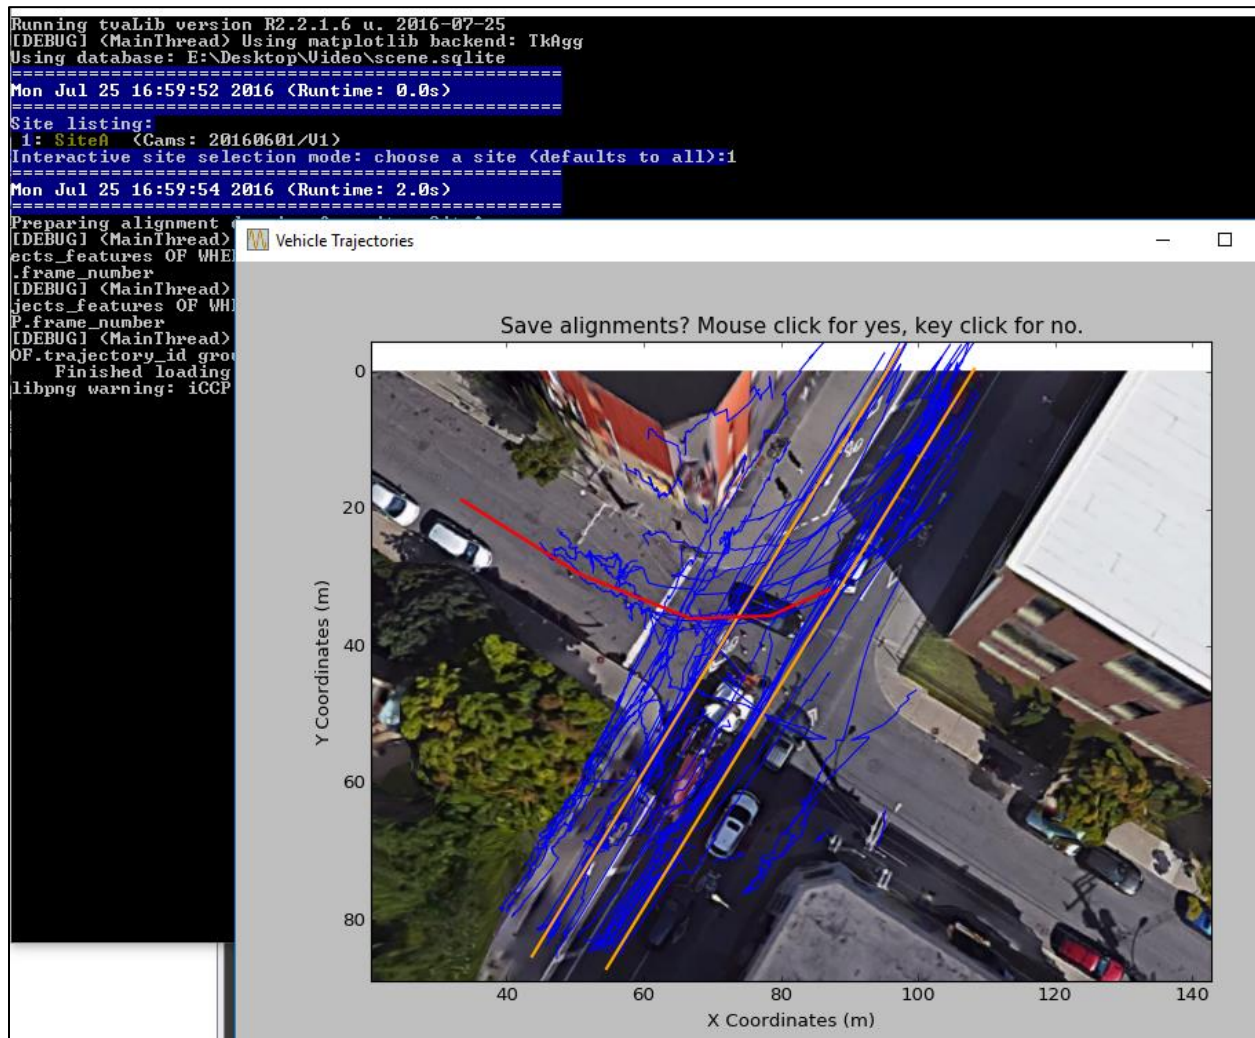 Running tvaLib version R2.2.1.6 u. 2016-07-25
[DEBUG] (MainThread) Using matplotlib backend: TkAgg
Using database: E:\Desktop\Video\scene.sqlite
================================================
Mon Jul 25 16:59:52 2016 (Runtime: 0.0s)
================================================
Site listing:
1: SiteA (Cams: 20160601/V1)
Interactive site selection mode: choose a site (defaults to all):1
================================================
Mon Jul 25 16:59:54 2016 (Runtime: 2.0s)
================================================
Preparing alignment
[DEBUG] (MainThread)
ects_features OF WHE
.frame_number
[DEBUG] (MainThread)
jects_features OF WH
P.frame_number
[DEBUG] (MainThread)
OF.trajectory_id gro
Finished loading
libpng warning: iCCP
Vehicle Trajectories
Save alignments? Mouse click for yes, key click for no.
0
20
40
60
80
Y Coordinates (m)
40 60 80 100 120 140
X Coordinates (m)